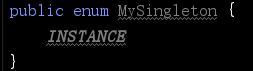 public enum MySingleton {
    INSTANCE
}